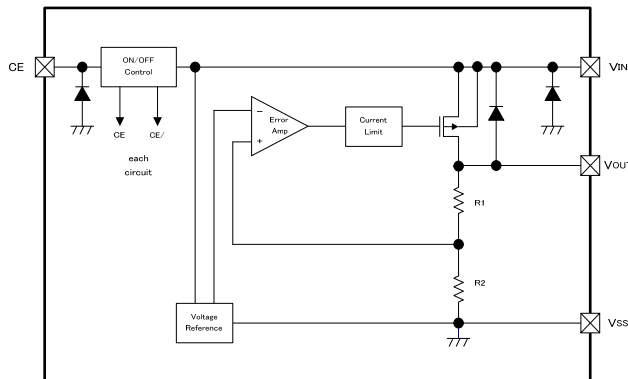 CE
ON/OFF
Control
VIN
CE
CE/
each
circuit
−
+
Error
Amp
Current
Limit
VOUT
R1
R2
Voltage
Reference
VSS